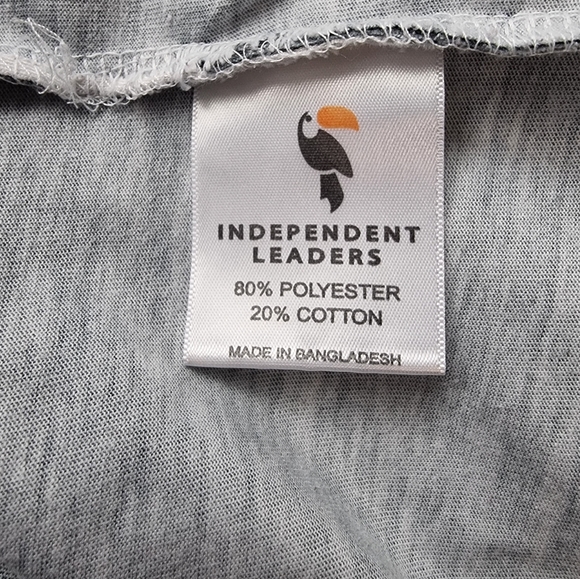 INDEPENDENT
LEADERS
80% POLYESTER
20% COTTON
MADE IN BANGLADESH